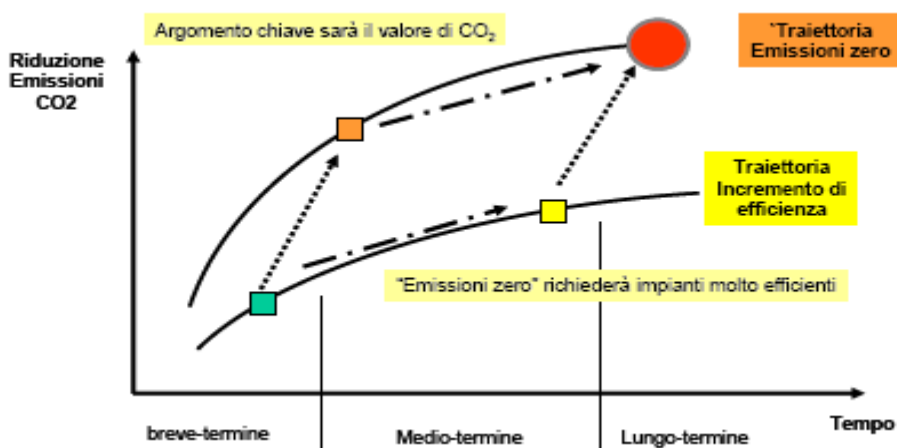 Argomento chiave sarà il valore di CO₂
"Traiettoria
Emissioni zero
Riduzione
Emissioni
CO2
Traiettoria
Incremento di
efficienza
"Emissioni zero" richiederà impianti molto efficienti
Tempo
breve-termine
Medio-termine
Lungo-termine